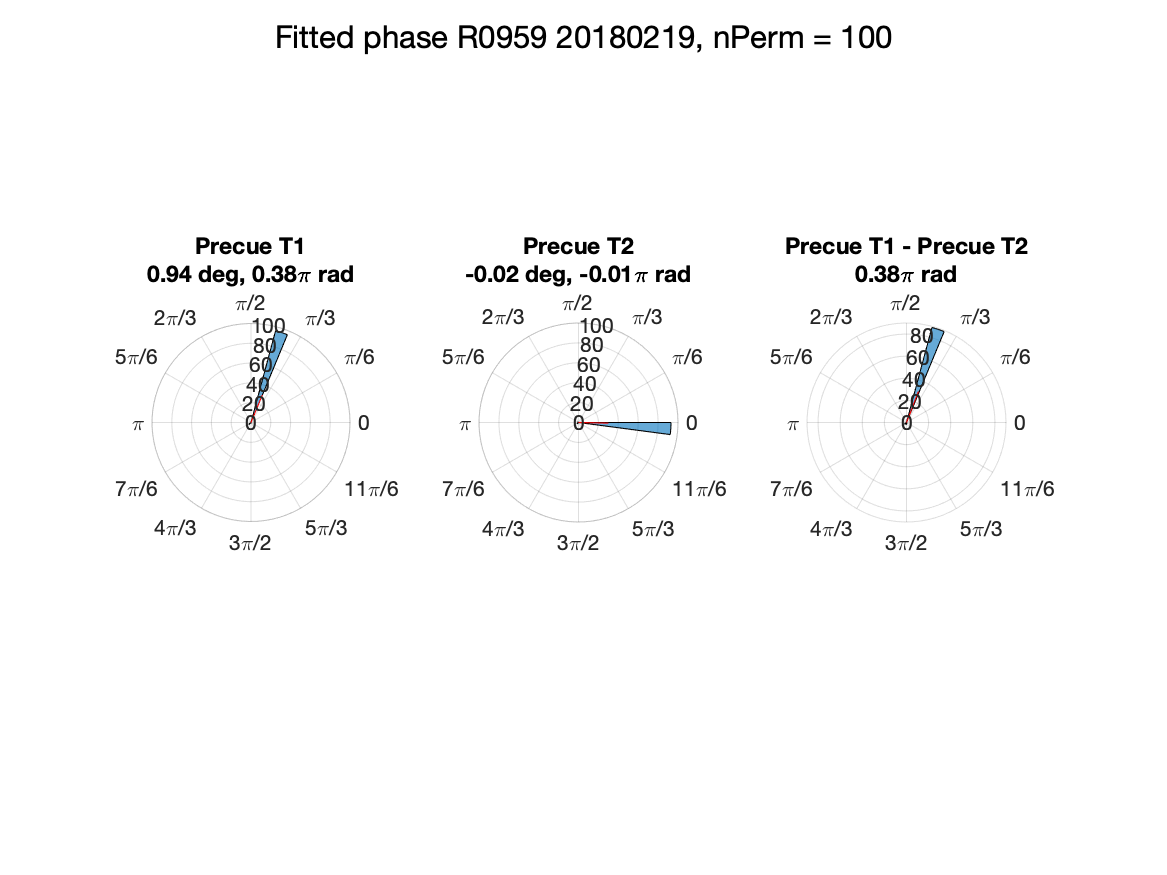 Fitted phase R0959 20180219, nPerm = 100
Precue T1
0.94 deg, 0.38π rad
π/2
2π/3
π/3
5π/6
π/6
π
0
7π/6
11π/6
4π/3
5π/3
3π/2
100
80
60
40
20
0
Precue T2
-0.02 deg, -0.01π rad
π/2
2π/3
π/3
5π/6
π/6
π
0
7π/6
11π/6
4π/3
5π/3
3π/2
100
80
60
40
20
0
Precue T1 - Precue T2
0.38π rad
π/2
2π/3
π/3
5π/6
π/6
π
0
7π/6
11π/6
4π/3
5π/3
3π/2
80
60
40
20
0